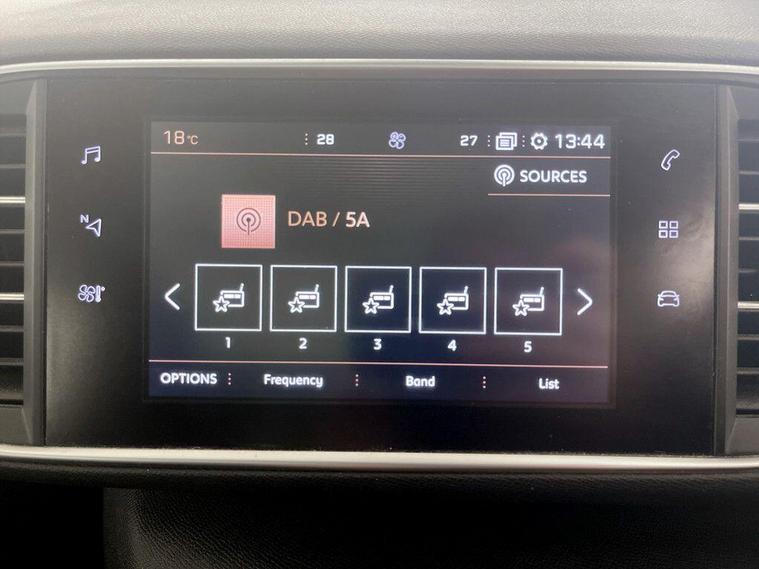 18°C 28 27 13:44
SOURCES
N
DAB / 5A
1 2 3 4 5
OPTIONS Frequency Band List